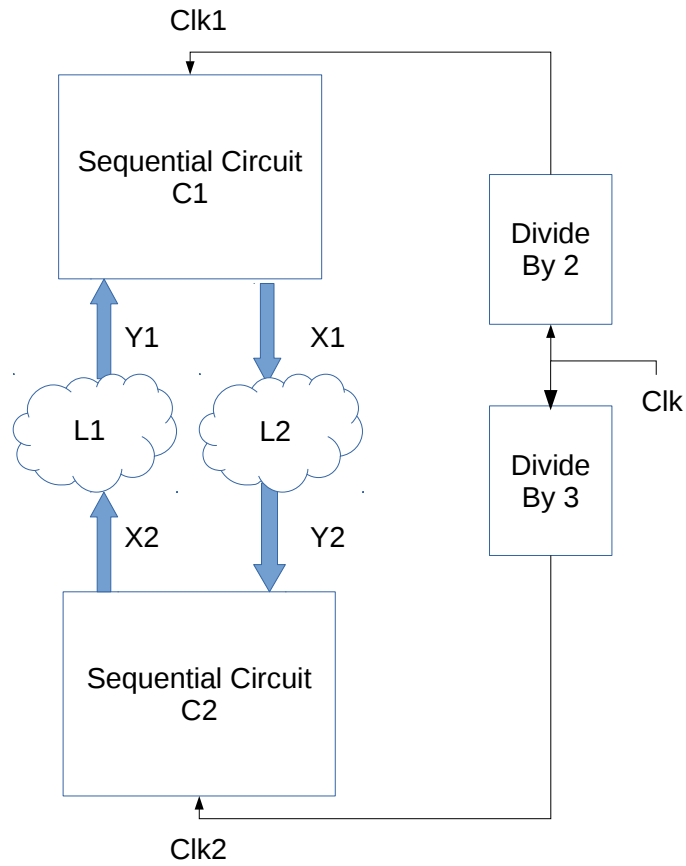 Clk1
Sequential Circuit
C1
Divide
By 2
Y1
X1
Clk
L1
L2
Divide
By 3
X2
Y2
Sequential Circuit
C2
Clk2